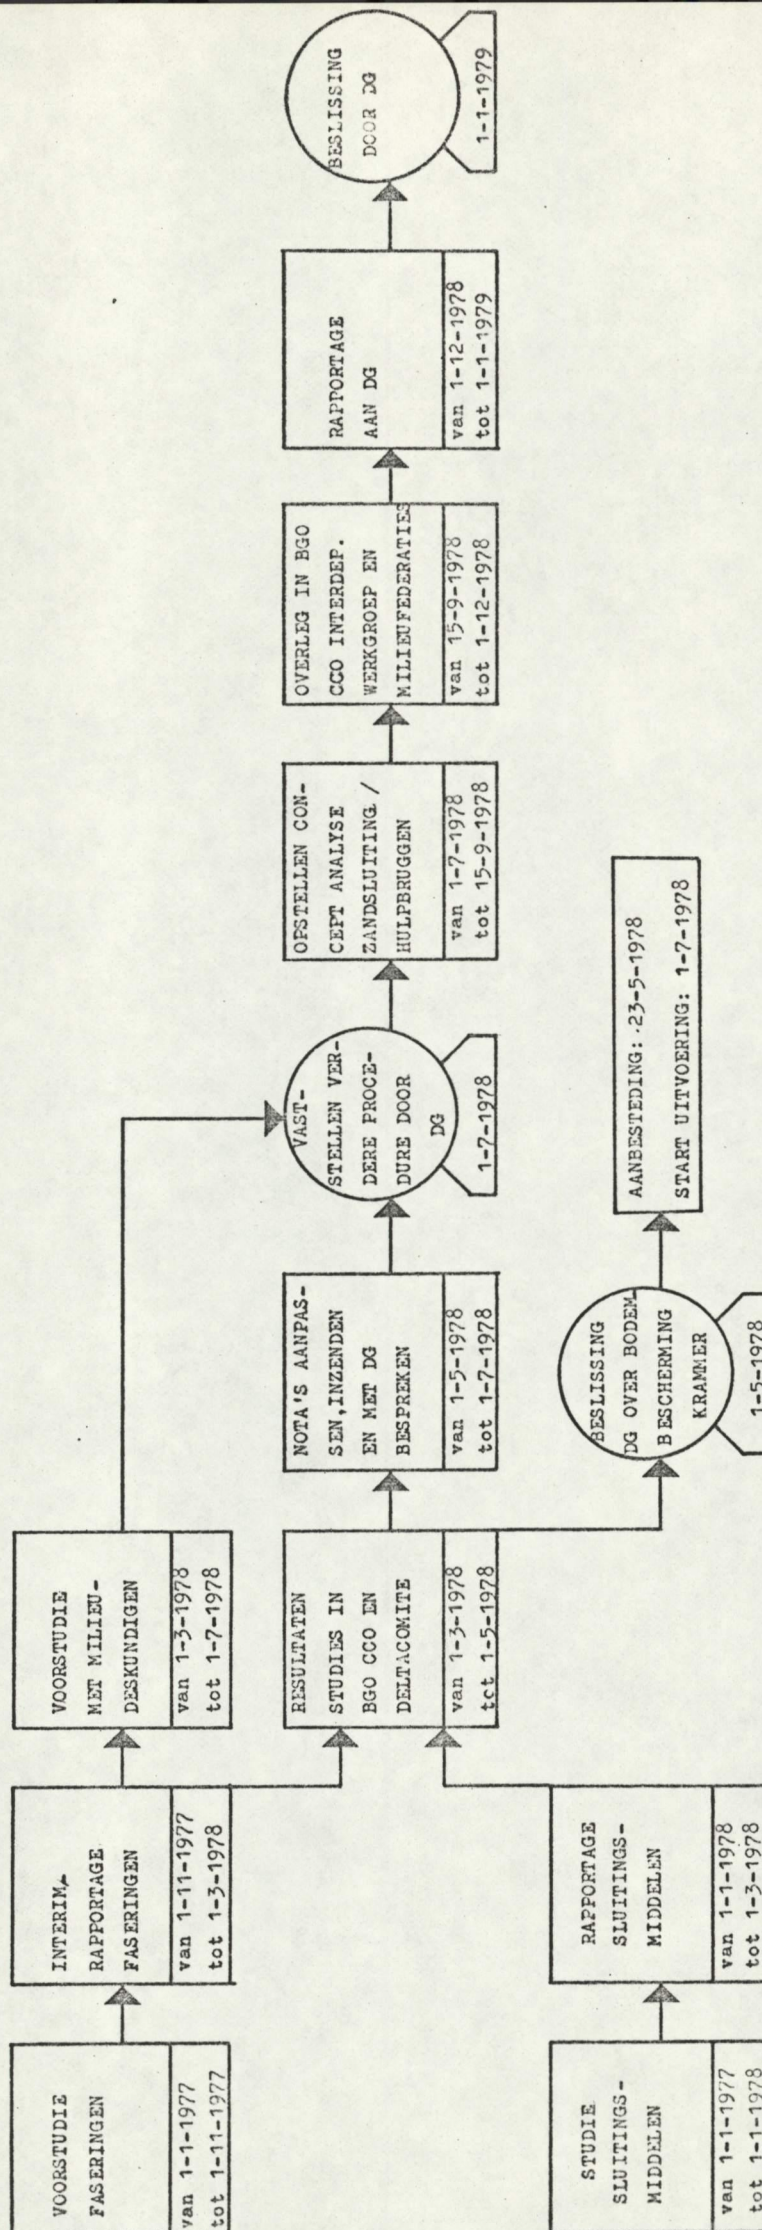 VOORSTUDIE
FASERINGEN
van 1-1-1977
tot 1-11-1977
INTERIM
RAPPORTAGE
FASERINGEN
van 1-11-1977
tot 1-3-1978
VOORSTUDIE
MET MILIEU-
DESKUNDIGEN
van 1-3-1978
tot 1-7-1978
STUDIE
SLUITINGS-
MIDDELEN
van 1-1-1977
tot 1-1-1978
RAPPORTAGE
SLUITINGS-
MIDDELEN
van 1-1-1978
tot 1-3-1978
RESULTATEN
STUDIES IN
BGO CCO EN
DELTACOMITE
van 1-3-1978
tot 1-5-1978
NOTA'S AANPAS-
SEN,INZENDEN
EN MET DG
BESPREKEN
van 1-5-1978
tot 1-7-1978
VAST-
STELLEN VER-
DERE PROCE-
DURE DOOR
DG
1-7-1978
OPSTELLEN CON-
CEPT ANALYSE
ZANDSLUITING /
HULPBRUGGEN
van 1-7-1978
tot 15-9-1978
OVERLEG IN BGO
CCO INTERDEP.
WERKGROEP EN
MILIEUFEDERATIES
van 15-9-1978
tot 1-12-1978
RAPPORTAGE
AAN DG
van 1-12-1978
tot 1-1-1979
BESLISSING
DOOR DG
1-1-1979
BESLISSING
DG OVER BODEM-
BESCHERMING
KRAMMER
1-5-1978
AANBESTEDING: 23-5-1978
START UITVOERING: 1-7-1978